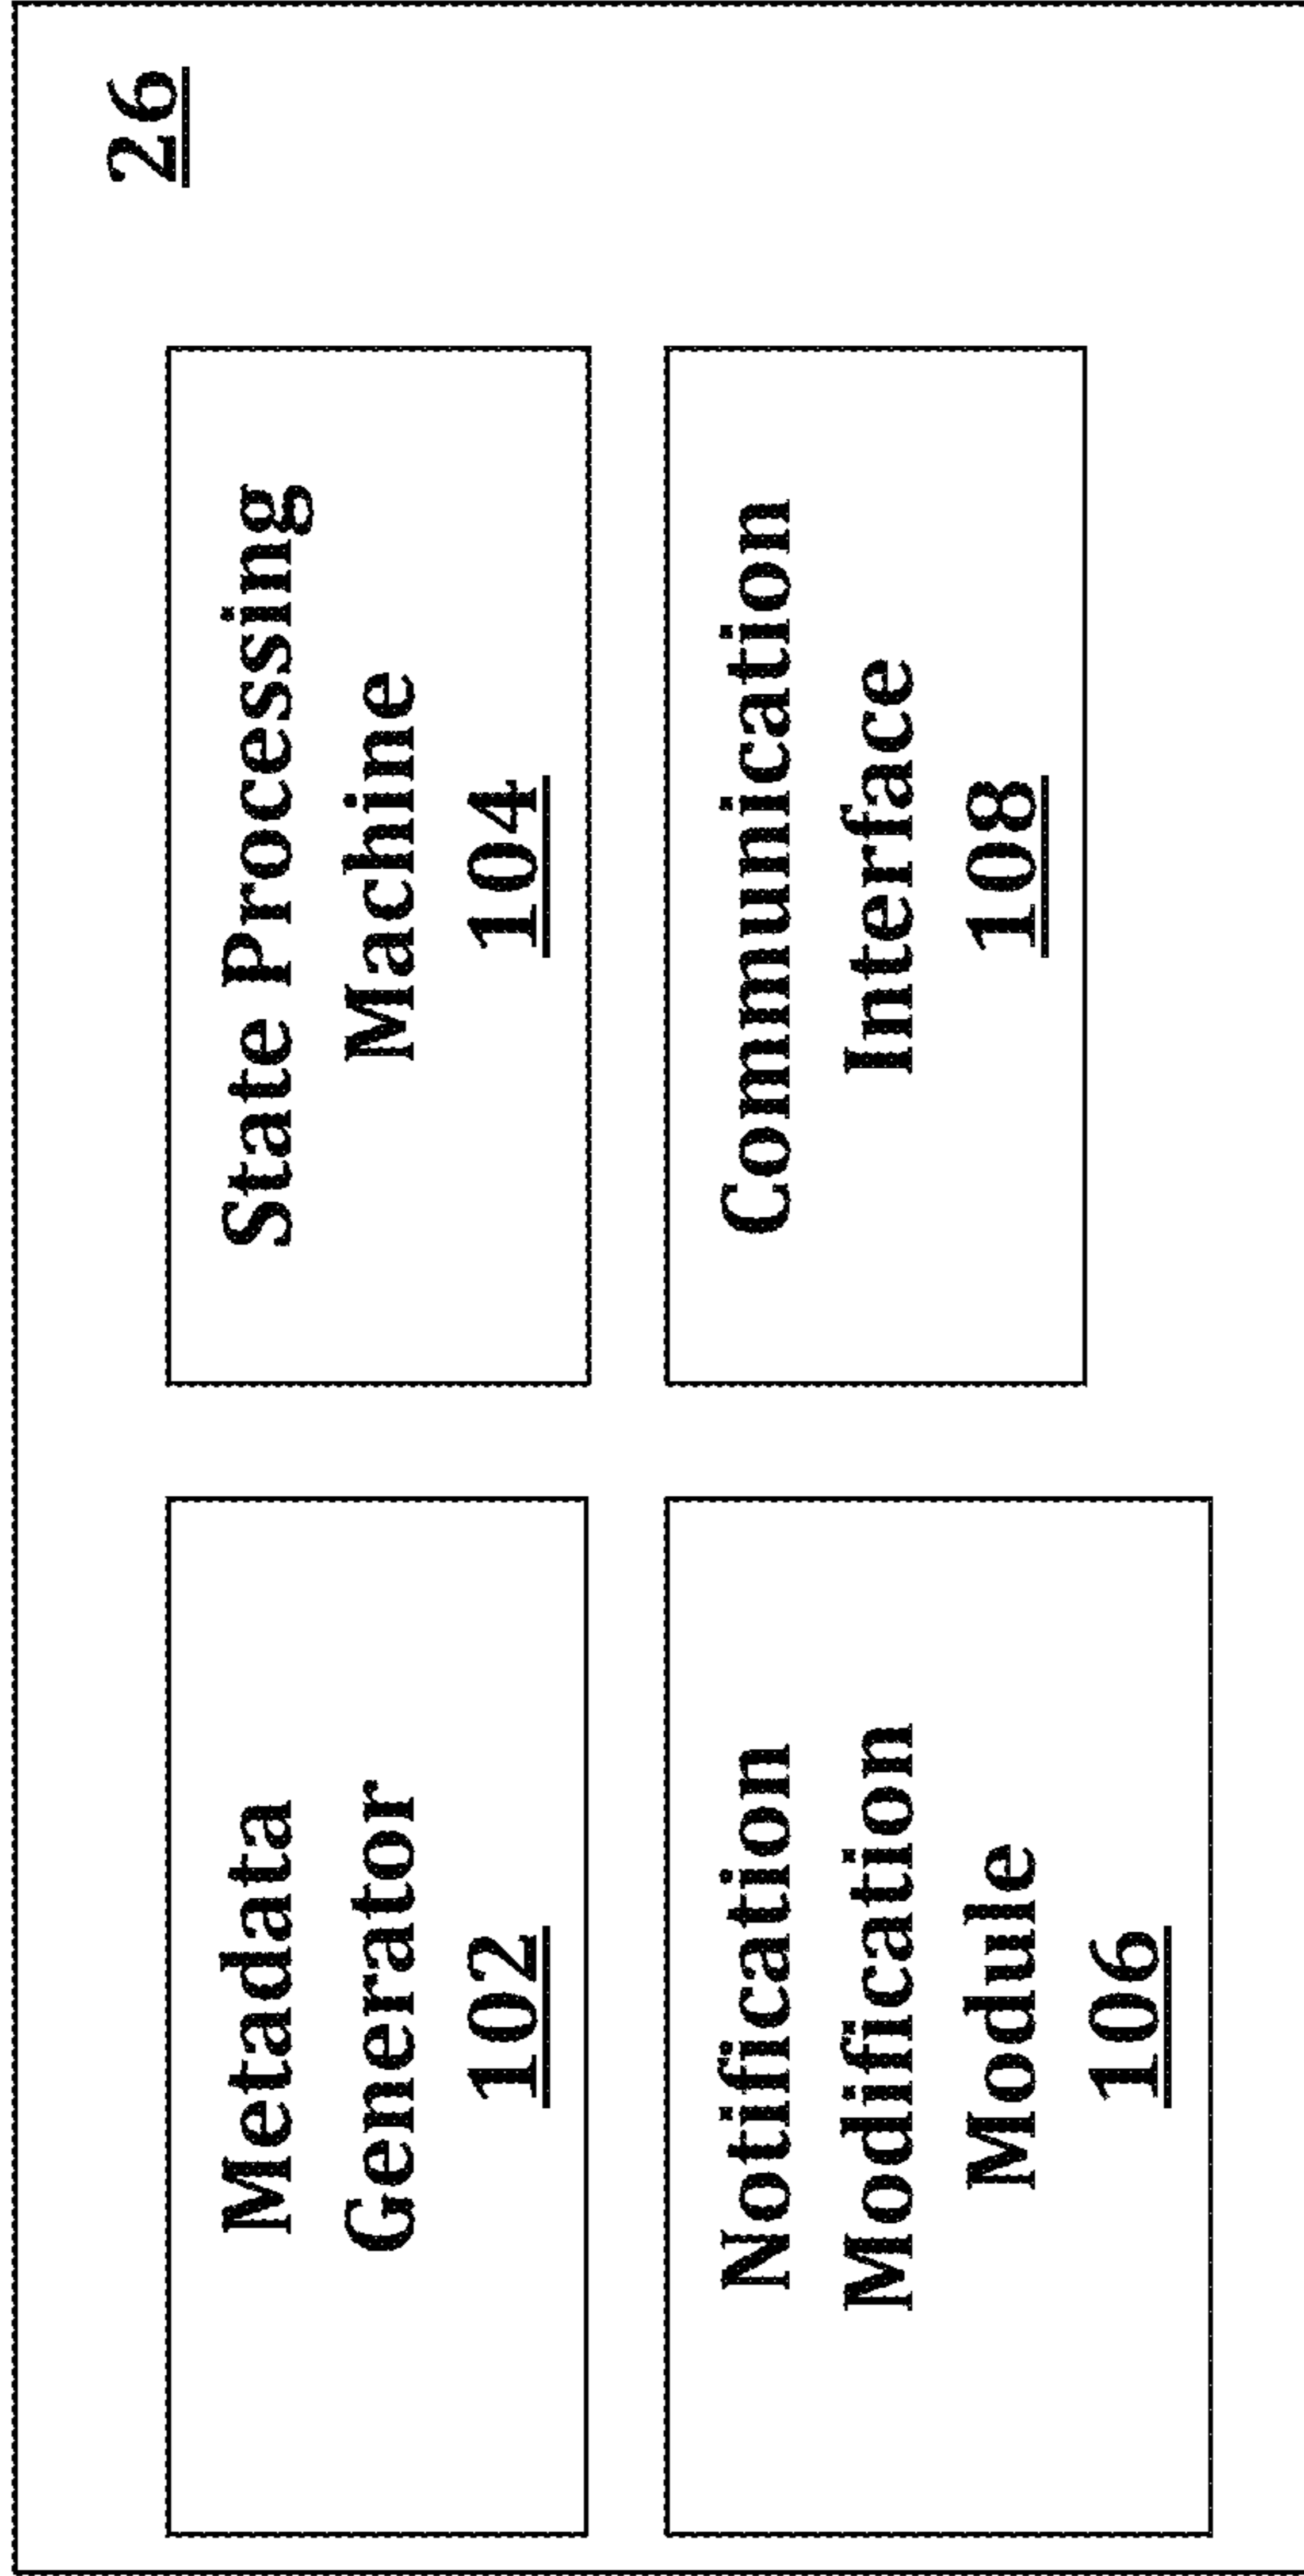 26
Metadata
Generator
102
State Processing
Machine
104
Notification
Modification
Module
106
Communication
Interface
108